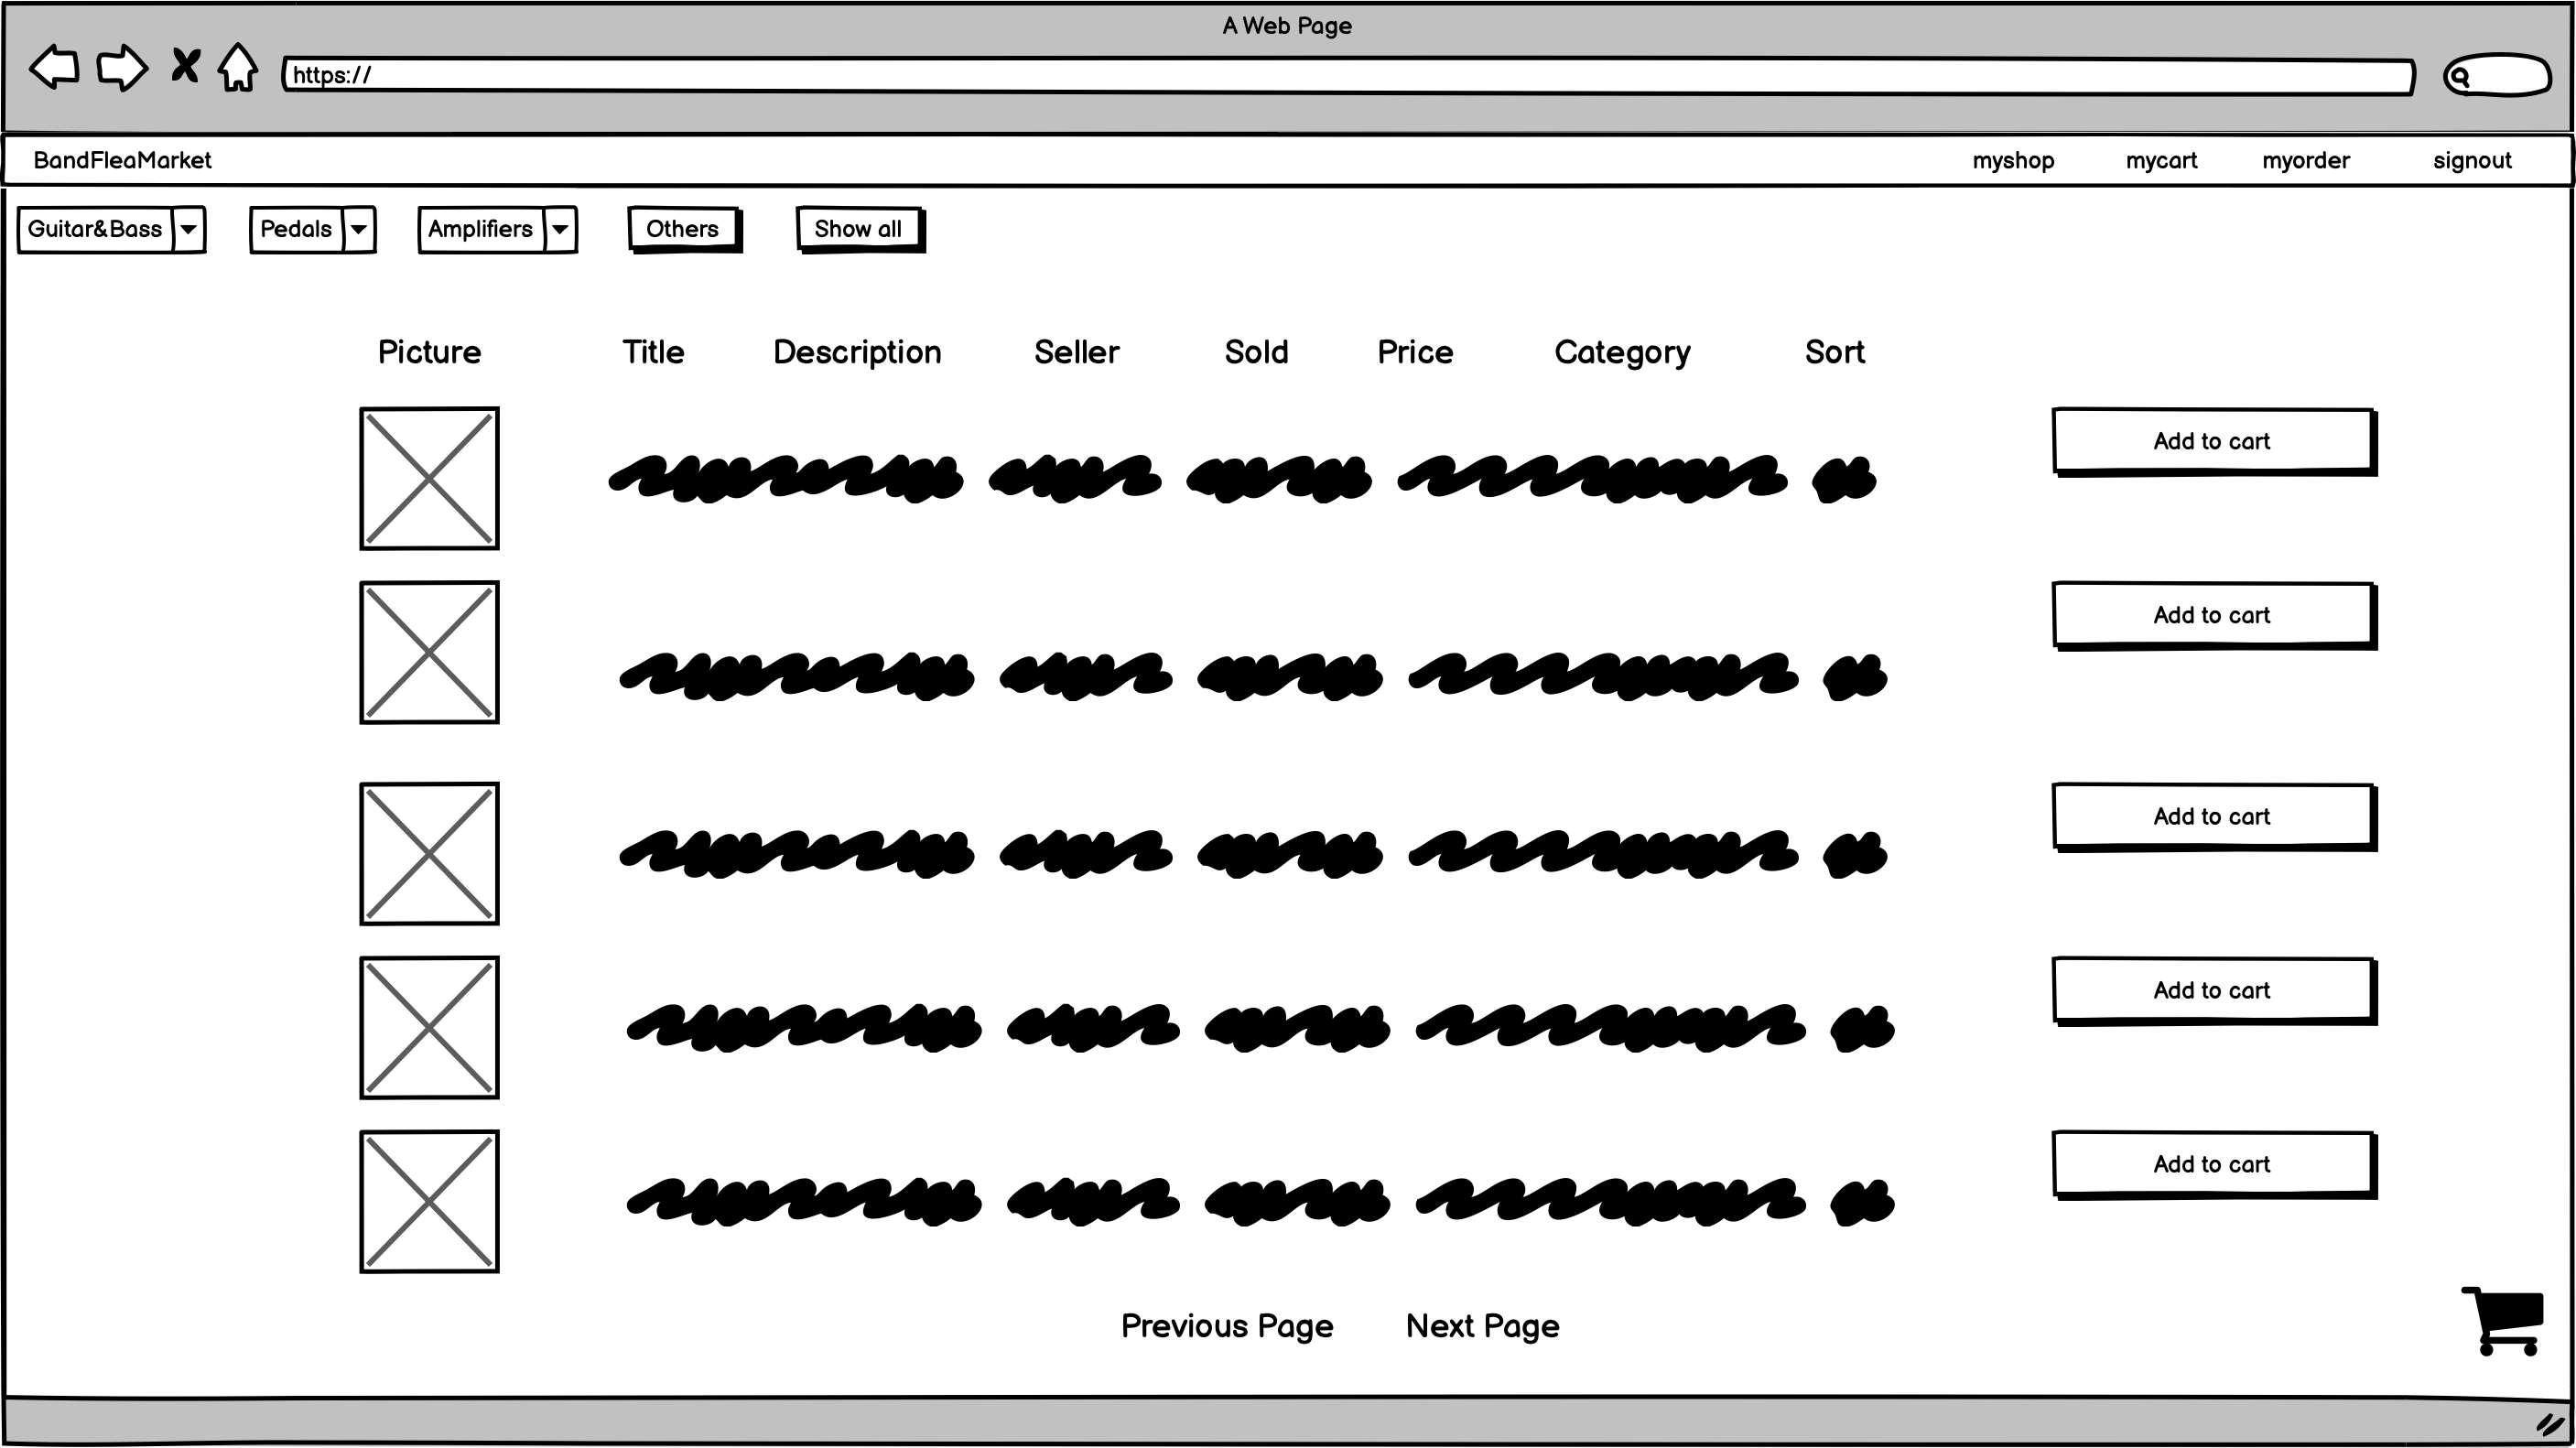 A Web Page
https://
BandFleaMarket myshop mycart myorder signout
Guitar&Bass Pedals Amplifiers Others Show all
Picture Title Description Seller Sold Price Category Sort
Add to cart
Add to cart
Add to cart
Add to cart
Add to cart
Previous Page Next Page